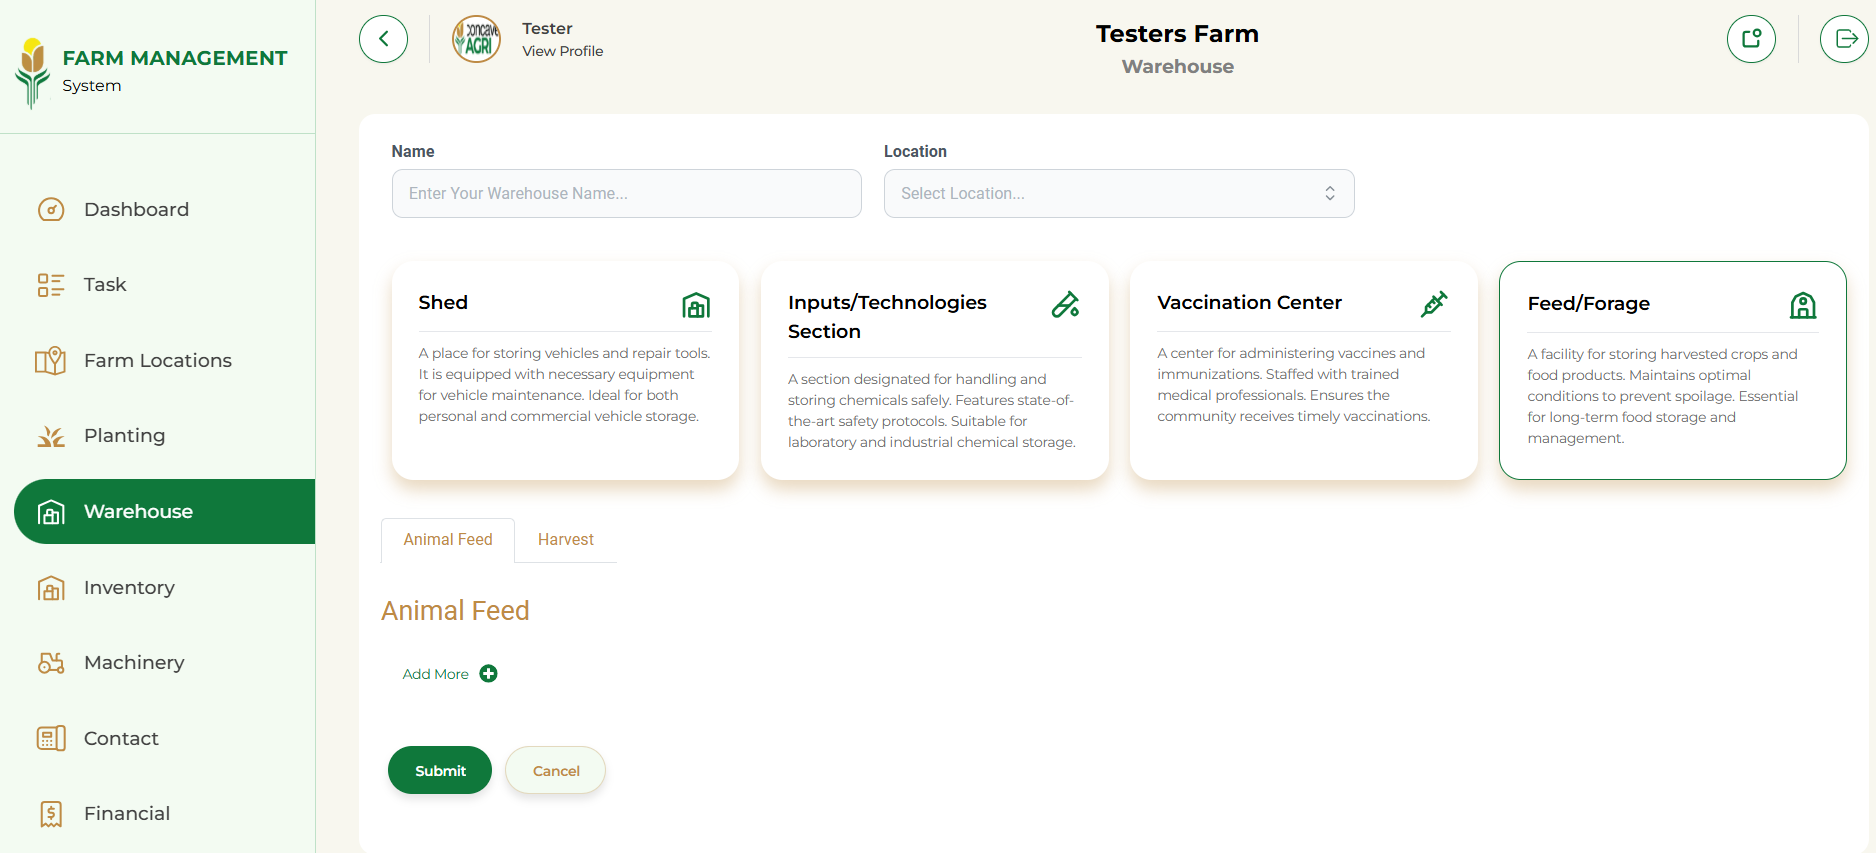 FARM MANAGEMENT
System
Dashboard
Task
Farm Locations
Planting
Warehouse
Inventory
Machinery
Contact
Financial
CONCAVE
AGRI
Tester
View Profile
Testers Farm
Warehouse
Name
Enter Your Warehouse Name...
Location
Select Location...
Shed
A place for storing vehicles and repair tools.
It is equipped with necessary equipment
for vehicle maintenance. Ideal for both
personal and commercial vehicle storage.
Inputs/Technologies
Section
A section designated for handling and
storing chemicals safely. Features state-of-
the-art safety protocols. Suitable for
laboratory and industrial chemical storage.
Vaccination Center
A center for administering vaccines and
immunizations. Staffed with trained
medical professionals. Ensures the
community receives timely vaccinations.
Feed/Forage
A facility for storing harvested crops and
food products. Maintains optimal
conditions to prevent spoilage. Essential
for long-term food storage and
management.
Animal Feed
Harvest
Animal Feed
Add More
Submit
Cancel